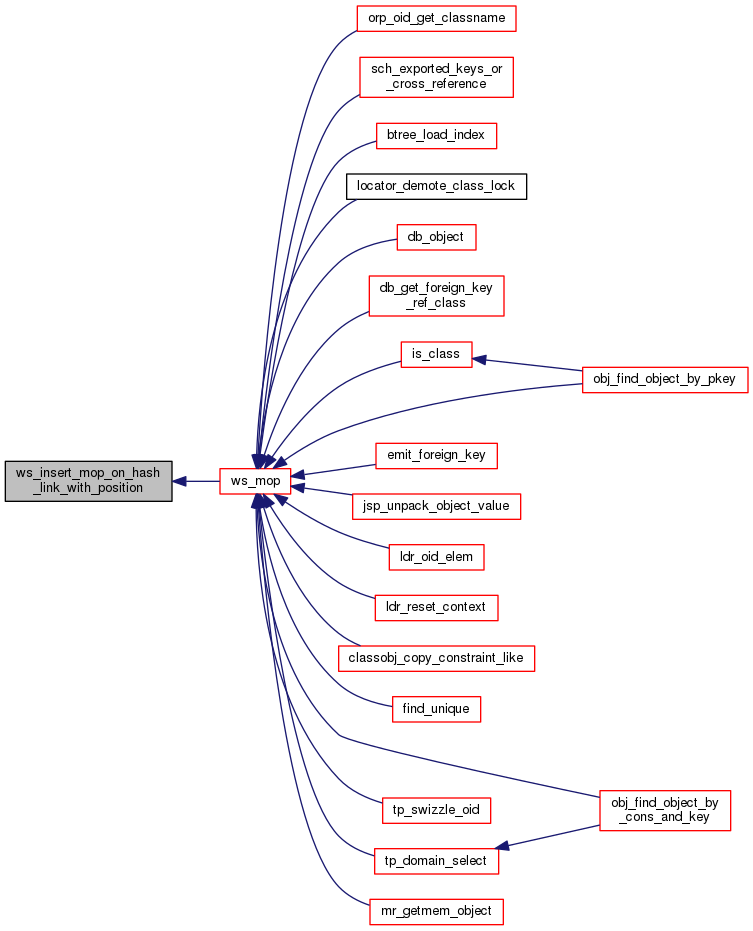 orp_oid_get_classname
sch_exported_keys_or
_cross_reference
btree_load_index
locator_demote_class_lock
db_object
db_get_foreign_key
_ref_class
is_class
obj_find_object_by_pkey
emit_foreign_key
ws_insert_mop_on_hash
_link_with_position
ws_mop
jsp_unpack_object_value
ldr_oid_elem
ldr_reset_context
classobj_copy_constraint_like
find_unique
tp_swizzle_oid
obj_find_object_by
_cons_and_key
tp_domain_select
mr_getmem_object